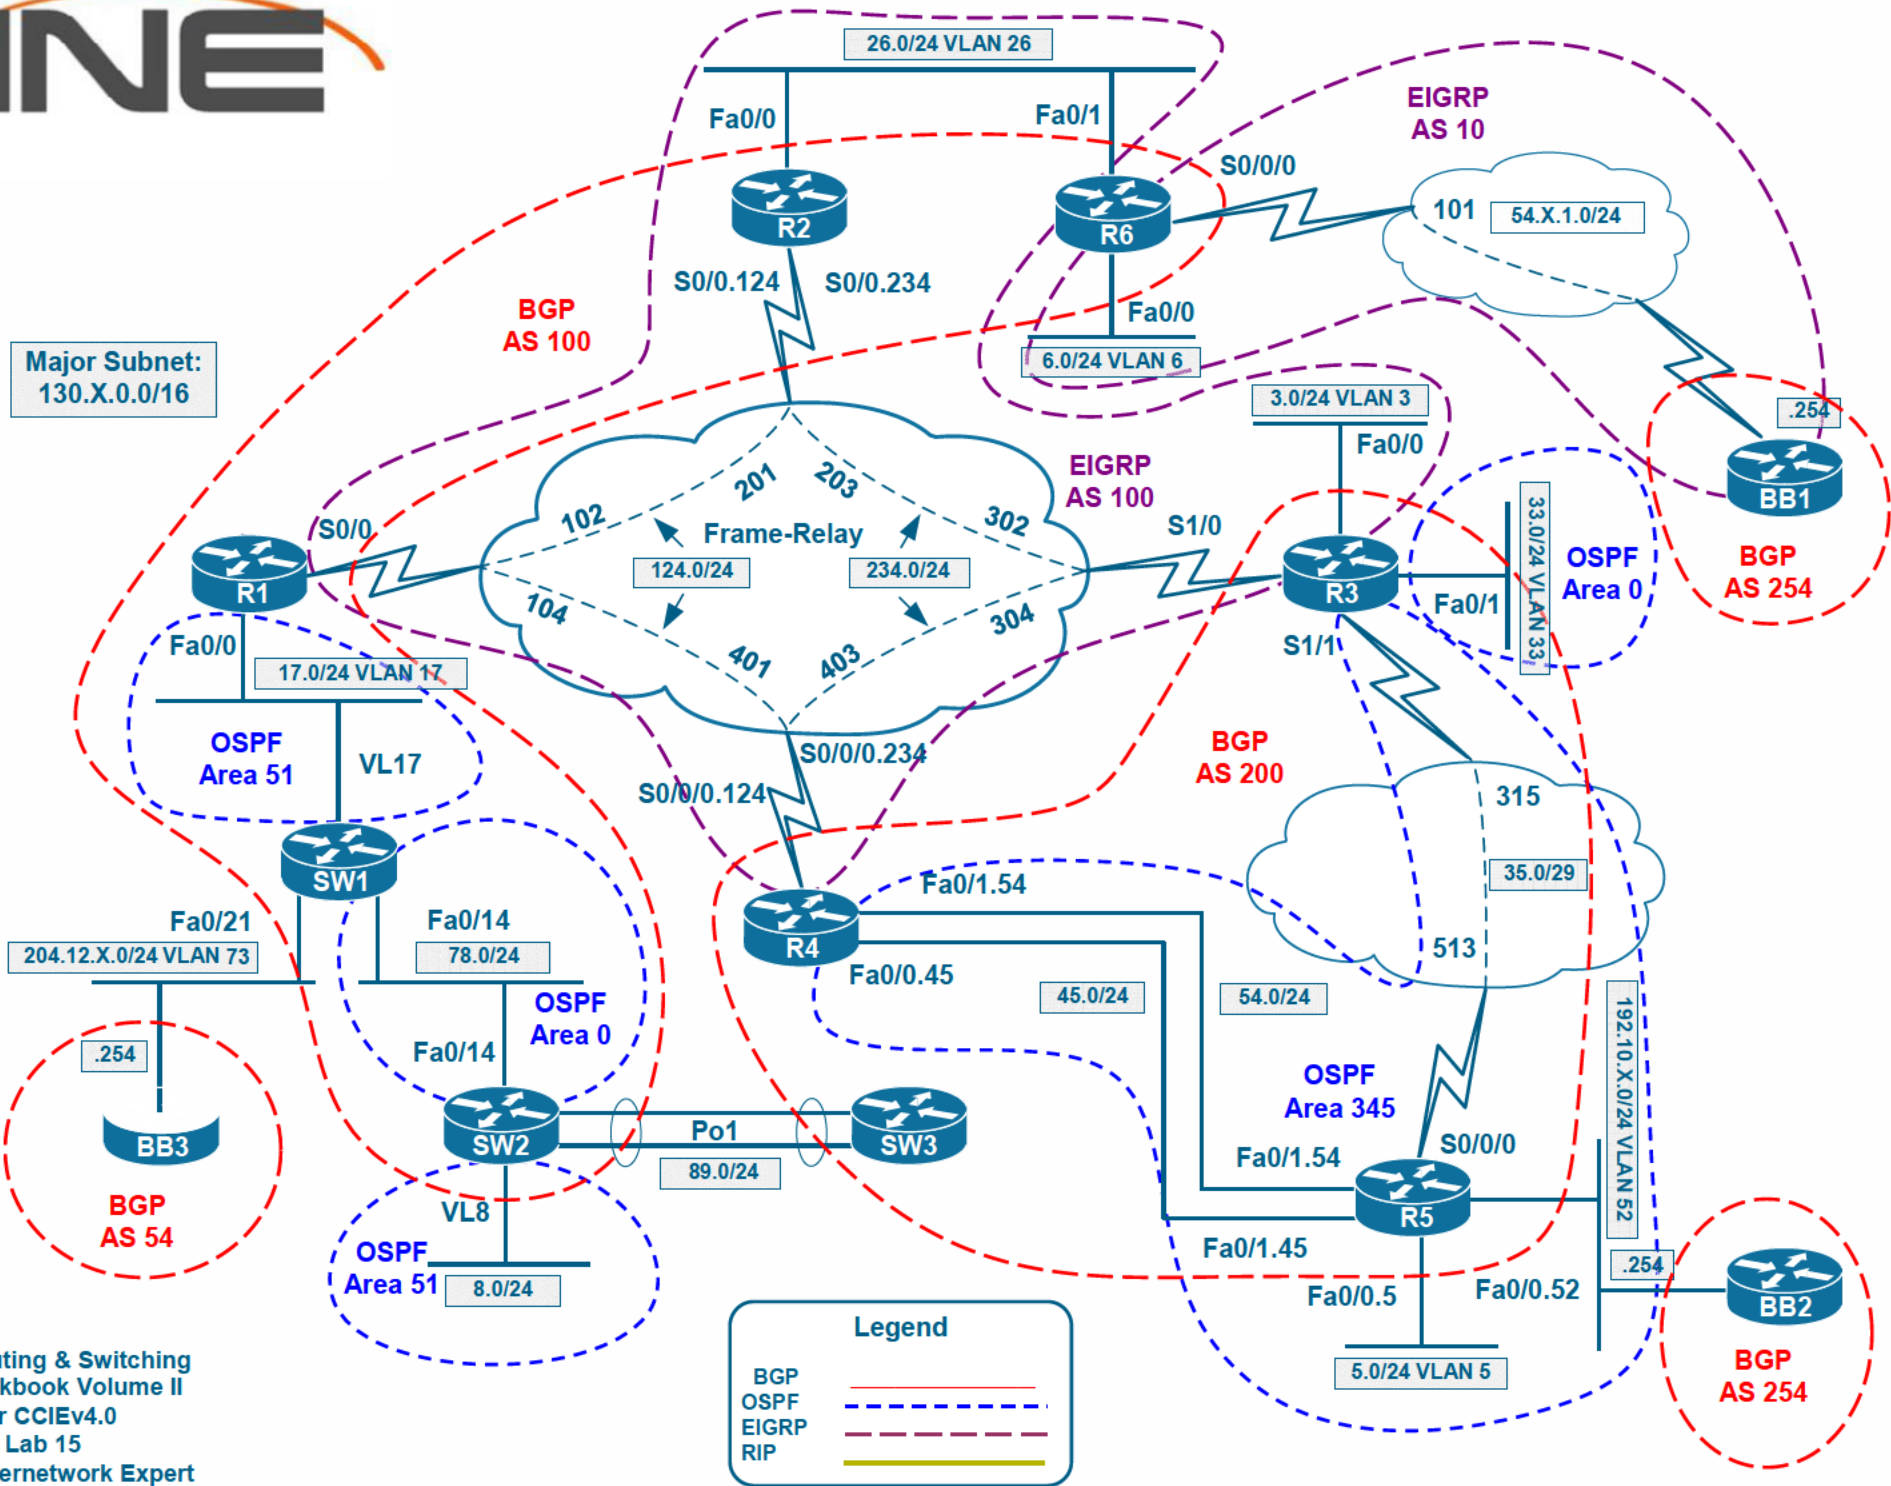 INE
26.0/24 VLAN 26
EIGRP
AS 10
Fa0/0
Fa0/1
S0/0/0
101
54.X.1.0/24
R2
R6
S0/0.124
S0/0.234
BGP
AS 100
Fa0/0
Major Subnet:
130.X.0.0/16
6.0/24 VLAN 6
3.0/24 VLAN 3
.254
Fa0/0
EIGRP
AS 100
BB1
BGP
AS 254
201
203
102
302
Frame-Relay
S0/0
S1/0
33.0/24 VLAN 33
OSPF
Area 0
124.0/24
234.0/24
R1
R3
Fa0/1
104
304
S1/1
Fa0/0
17.0/24 VLAN 17
401
403
OSPF
Area 51
VL17
S0/0/0.234
S0/0/0.124
BGP
AS 200
315
SW1
35.0/29
Fa0/1.54
Fa0/21
Fa0/14
204.12.X.0/24 VLAN 73
78.0/24
R4
513
Fa0/0.45
45.0/24
54.0/24
192.10.X.0/24 VLAN 52
OSPF
Area 0
.254
Fa0/14
OSPF
Area 345
BB3
SW2
Po1
SW3
89.0/24
Fa0/1.54
S0/0/0
BGP
AS 54
VL8
R5
Fa0/1.45
OSPF
Area 51
8.0/24
.254
Fa0/0.5
Fa0/0.52
BB2
5.0/24 VLAN 5
BGP
AS 254
Legend
BGP
OSPF
EIGRP
RIP
ting & Switching
kbook Volume II
r CCIEv4.0
Lab 15
ernetwork Expert